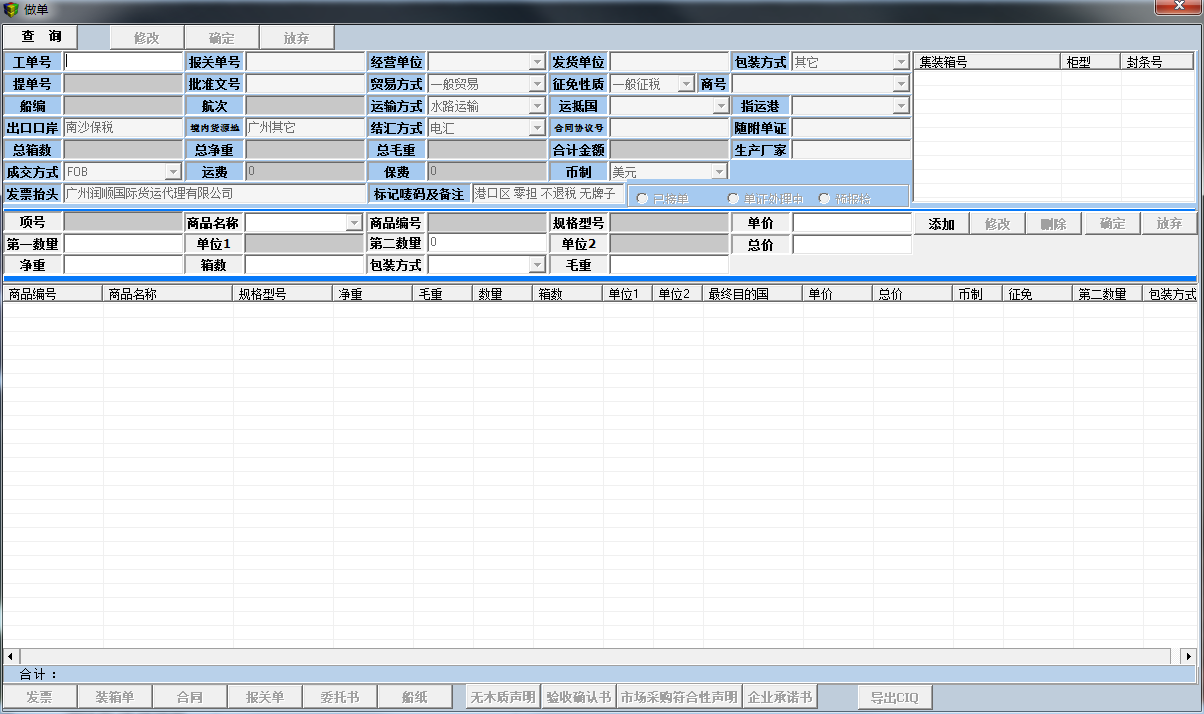 做单
查 询 修改 确定 放弃
工单号 报关单号 经营单位 发货单位 包装方式 其它 集装箱号 柜型 封条号
提单号 批准文号 贸易方式 一般贸易 征免性质 一般征税 商号
船编 航次 运输方式 水路运输 运抵国 指运港
出口口岸 南沙保税 境内货源地 广州其它 结汇方式 电汇 合同协议号 随附单证
总箱数 总净重 总毛重 合计金额 生产厂家
成交方式 FOB 运费 0 保费 0 币制 美元
发票抬头 广州润顺国际货运代理有限公司 标记唛码及备注 港口区 零担 不退税 无牌子 已接单 单证处理中 预报检
项号 商品名称 商品编号 规格型号 单价 添加 修改 删除 确定 放弃
第一数量 单位1 第二数量 0 单位2 总价
净重 箱数 包装方式 毛重
商品编号 商品名称 规格型号 净重 毛重 数量 箱数 单位1 单位2 最终目的国 单价 总价 币制 征免 第二数量 包装方式
合计：
发票 装箱单 合同 报关单 委托书 船纸 无木质声明 验收确认书 市场采购符合性声明 企业承诺书 导出CIQ